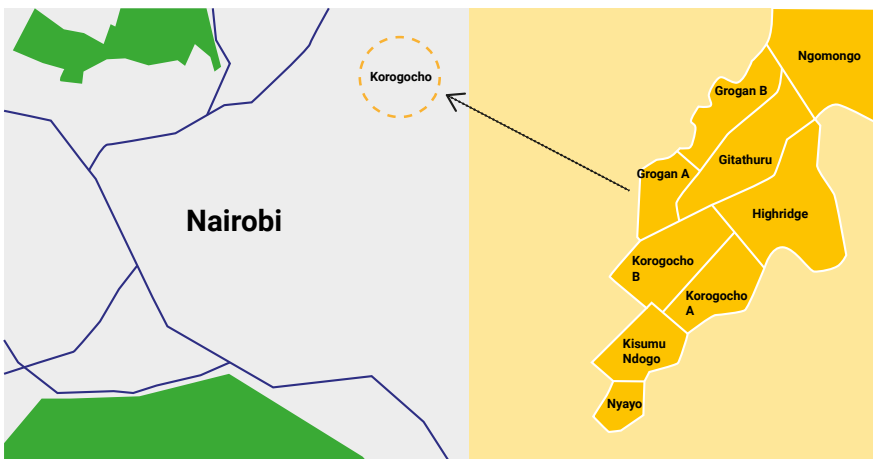 Korogocho
Nairobi
Ngomongo
Grogan B
Gitathuru
Grogan A
Highridge
Korogocho
B
Korogocho
A
Kisumu
Ndogo
Nyayo